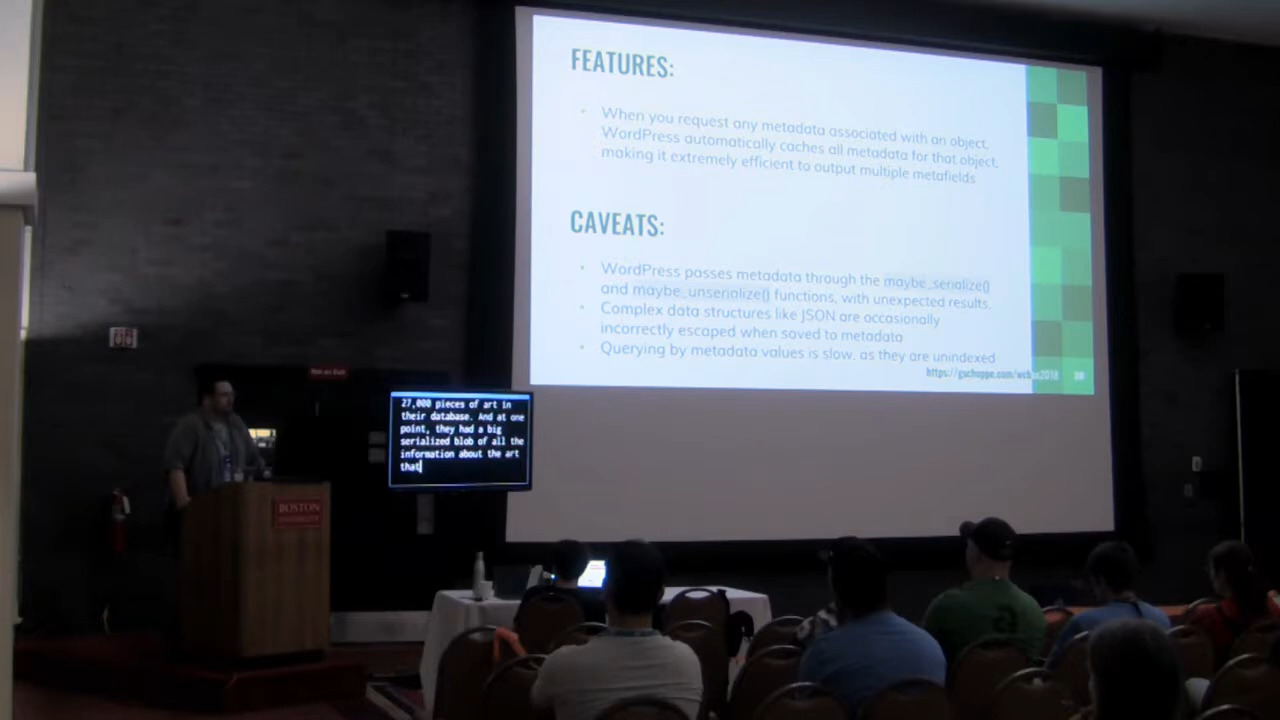 FEATURES:
When you request any metadata associated with an object,
WordPress automatically caches all metadata for that object,
making it extremely efficient to output multiple metafields
CAVEATS:
WordPress passes metadata through the maybe_serialize()
and maybe_unserialize() functions, with unexpected results.
Complex data structures like JSON are occasionally
incorrectly escaped when saved to metadata
Querying by metadata values is slow, as they are unindexed
27,000 pieces of art in
their database. And at one
point, they had a big
serialized blob of all the
information about the art
that
BOSTON
UNIVERSITY